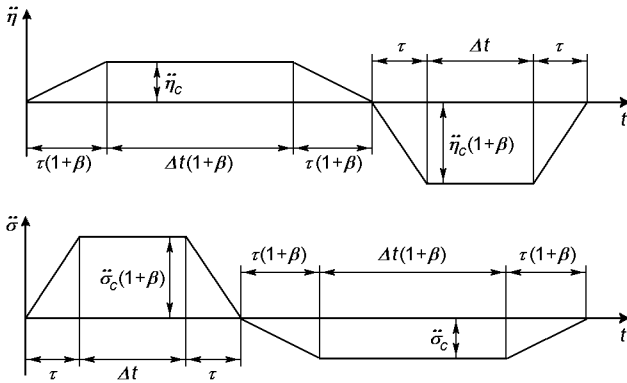 η̈
τ Δt τ
η̈c
t
η̈c(1+β)
τ(1+β) Δt(1+β) τ(1+β)
σ̈
τ(1+β) Δt(1+β) τ(1+β)
σ̈c(1+β)
t
σ̈c
τ Δt τ